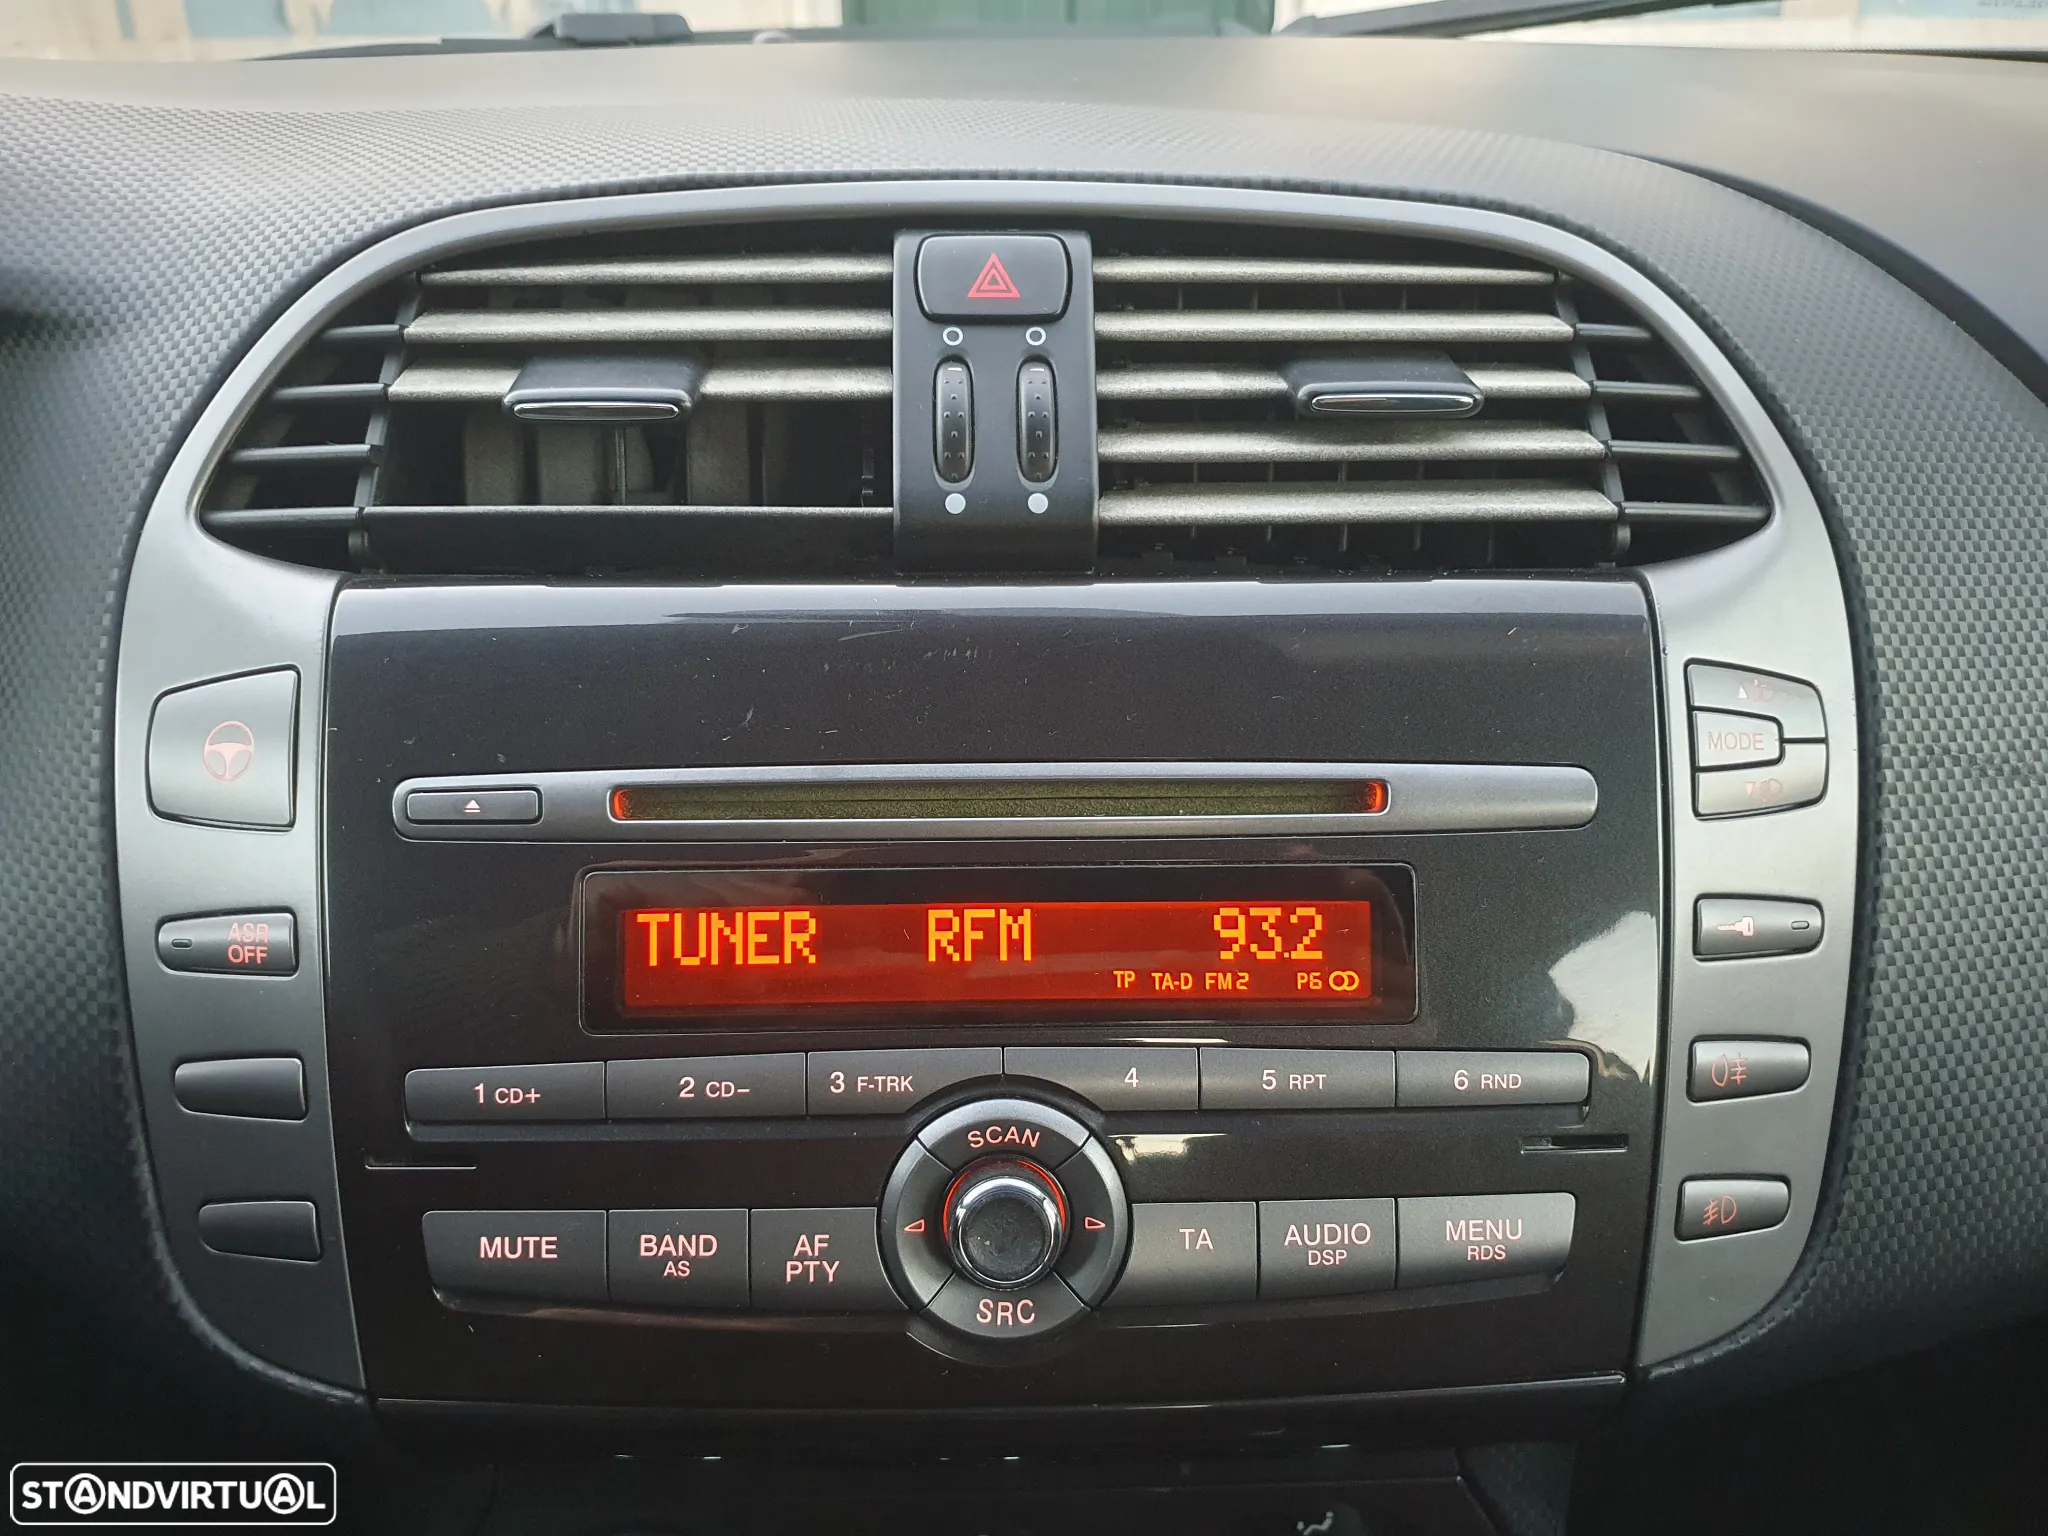 MODE
ASR
OFF
TUNER RFM 93.2
TP TA-D FM2 P6
1 CD+ 2 CD− 3 F-TRK 4 5 RPT 6 RND
SCAN
MUTE BAND AS AF PTY TA AUDIO DSP MENU RDS
SRC
STANDVIRTUAL